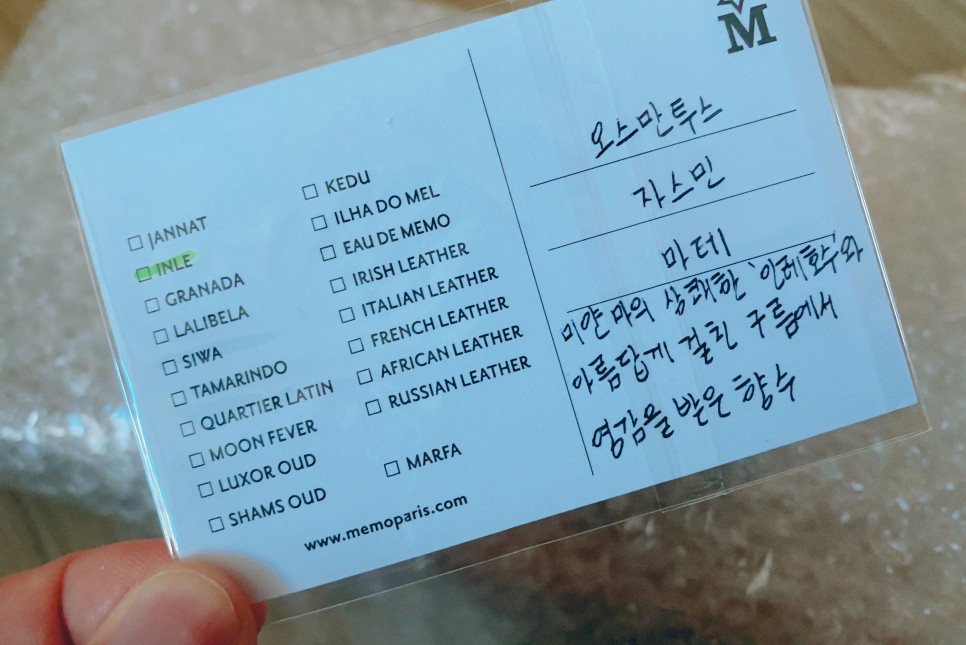 M
JANNAT
INLE
GRANADA
LALIBELA
SIWA
TAMARINDO
QUARTIER LATIN
MOON FEVER
LUXOR OUD
SHAMS OUD
KEDU
ILHA DO MEL
EAU DE MEMO
IRISH LEATHER
ITALIAN LEATHER
FRENCH LEATHER
AFRICAN LEATHER
RUSSIAN LEATHER
MARFA
www.memoparis.com
오스만투스
자스민
마테
미얀마의 상쾌한 '인레호수'와
아름답게 걸친 구름에서
영감을 받은 향수